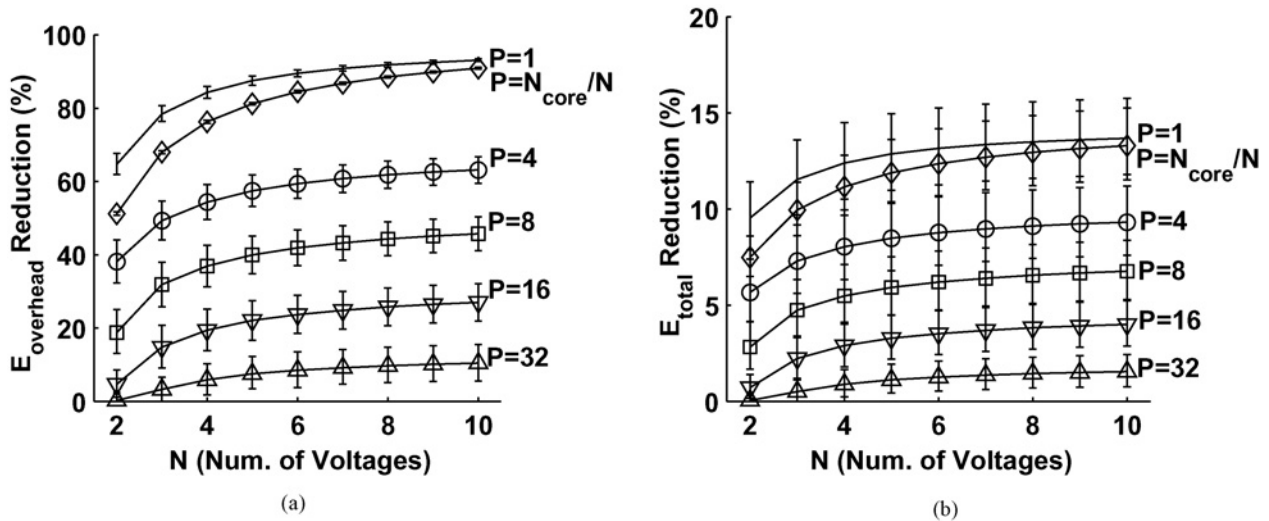 100
80
60
40
20
0
E_overhead Reduction (%)
P=1
P=N_core/N
P=4
P=8
P=16
P=32
2 4 6 8 10
N (Num. of Voltages)
(a)
20
15
10
5
0
E_total Reduction (%)
P=1
P=N_core/N
P=4
P=8
P=16
P=32
2 4 6 8 10
N (Num. of Voltages)
(b)